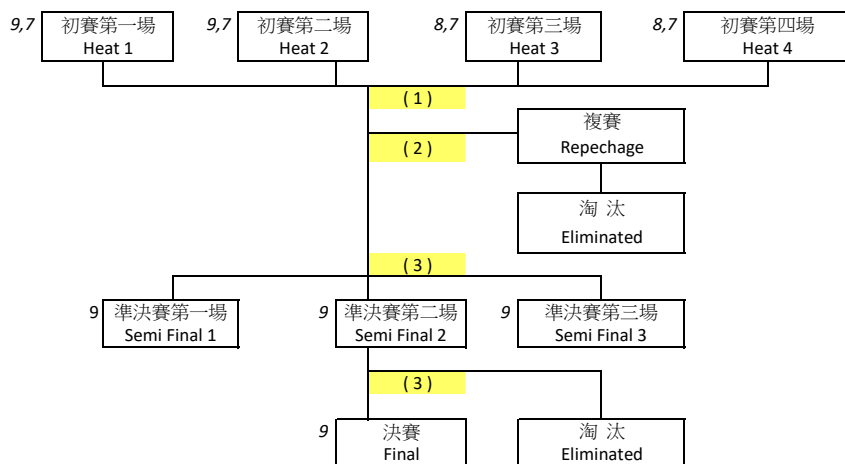 9,7
初賽第一場
Heat 1
9,7
初賽第二場
Heat 2
8,7
初賽第三場
Heat 3
8,7
初賽第四場
Heat 4
( 1 )
( 2 )
複賽
Repechage
淘 汰
Eliminated
( 3 )
9
準決賽第一場
Semi Final 1
9
準決賽第二場
Semi Final 2
9
準決賽第三場
Semi Final 3
( 3 )
9
決賽
Final
淘 汰
Eliminated